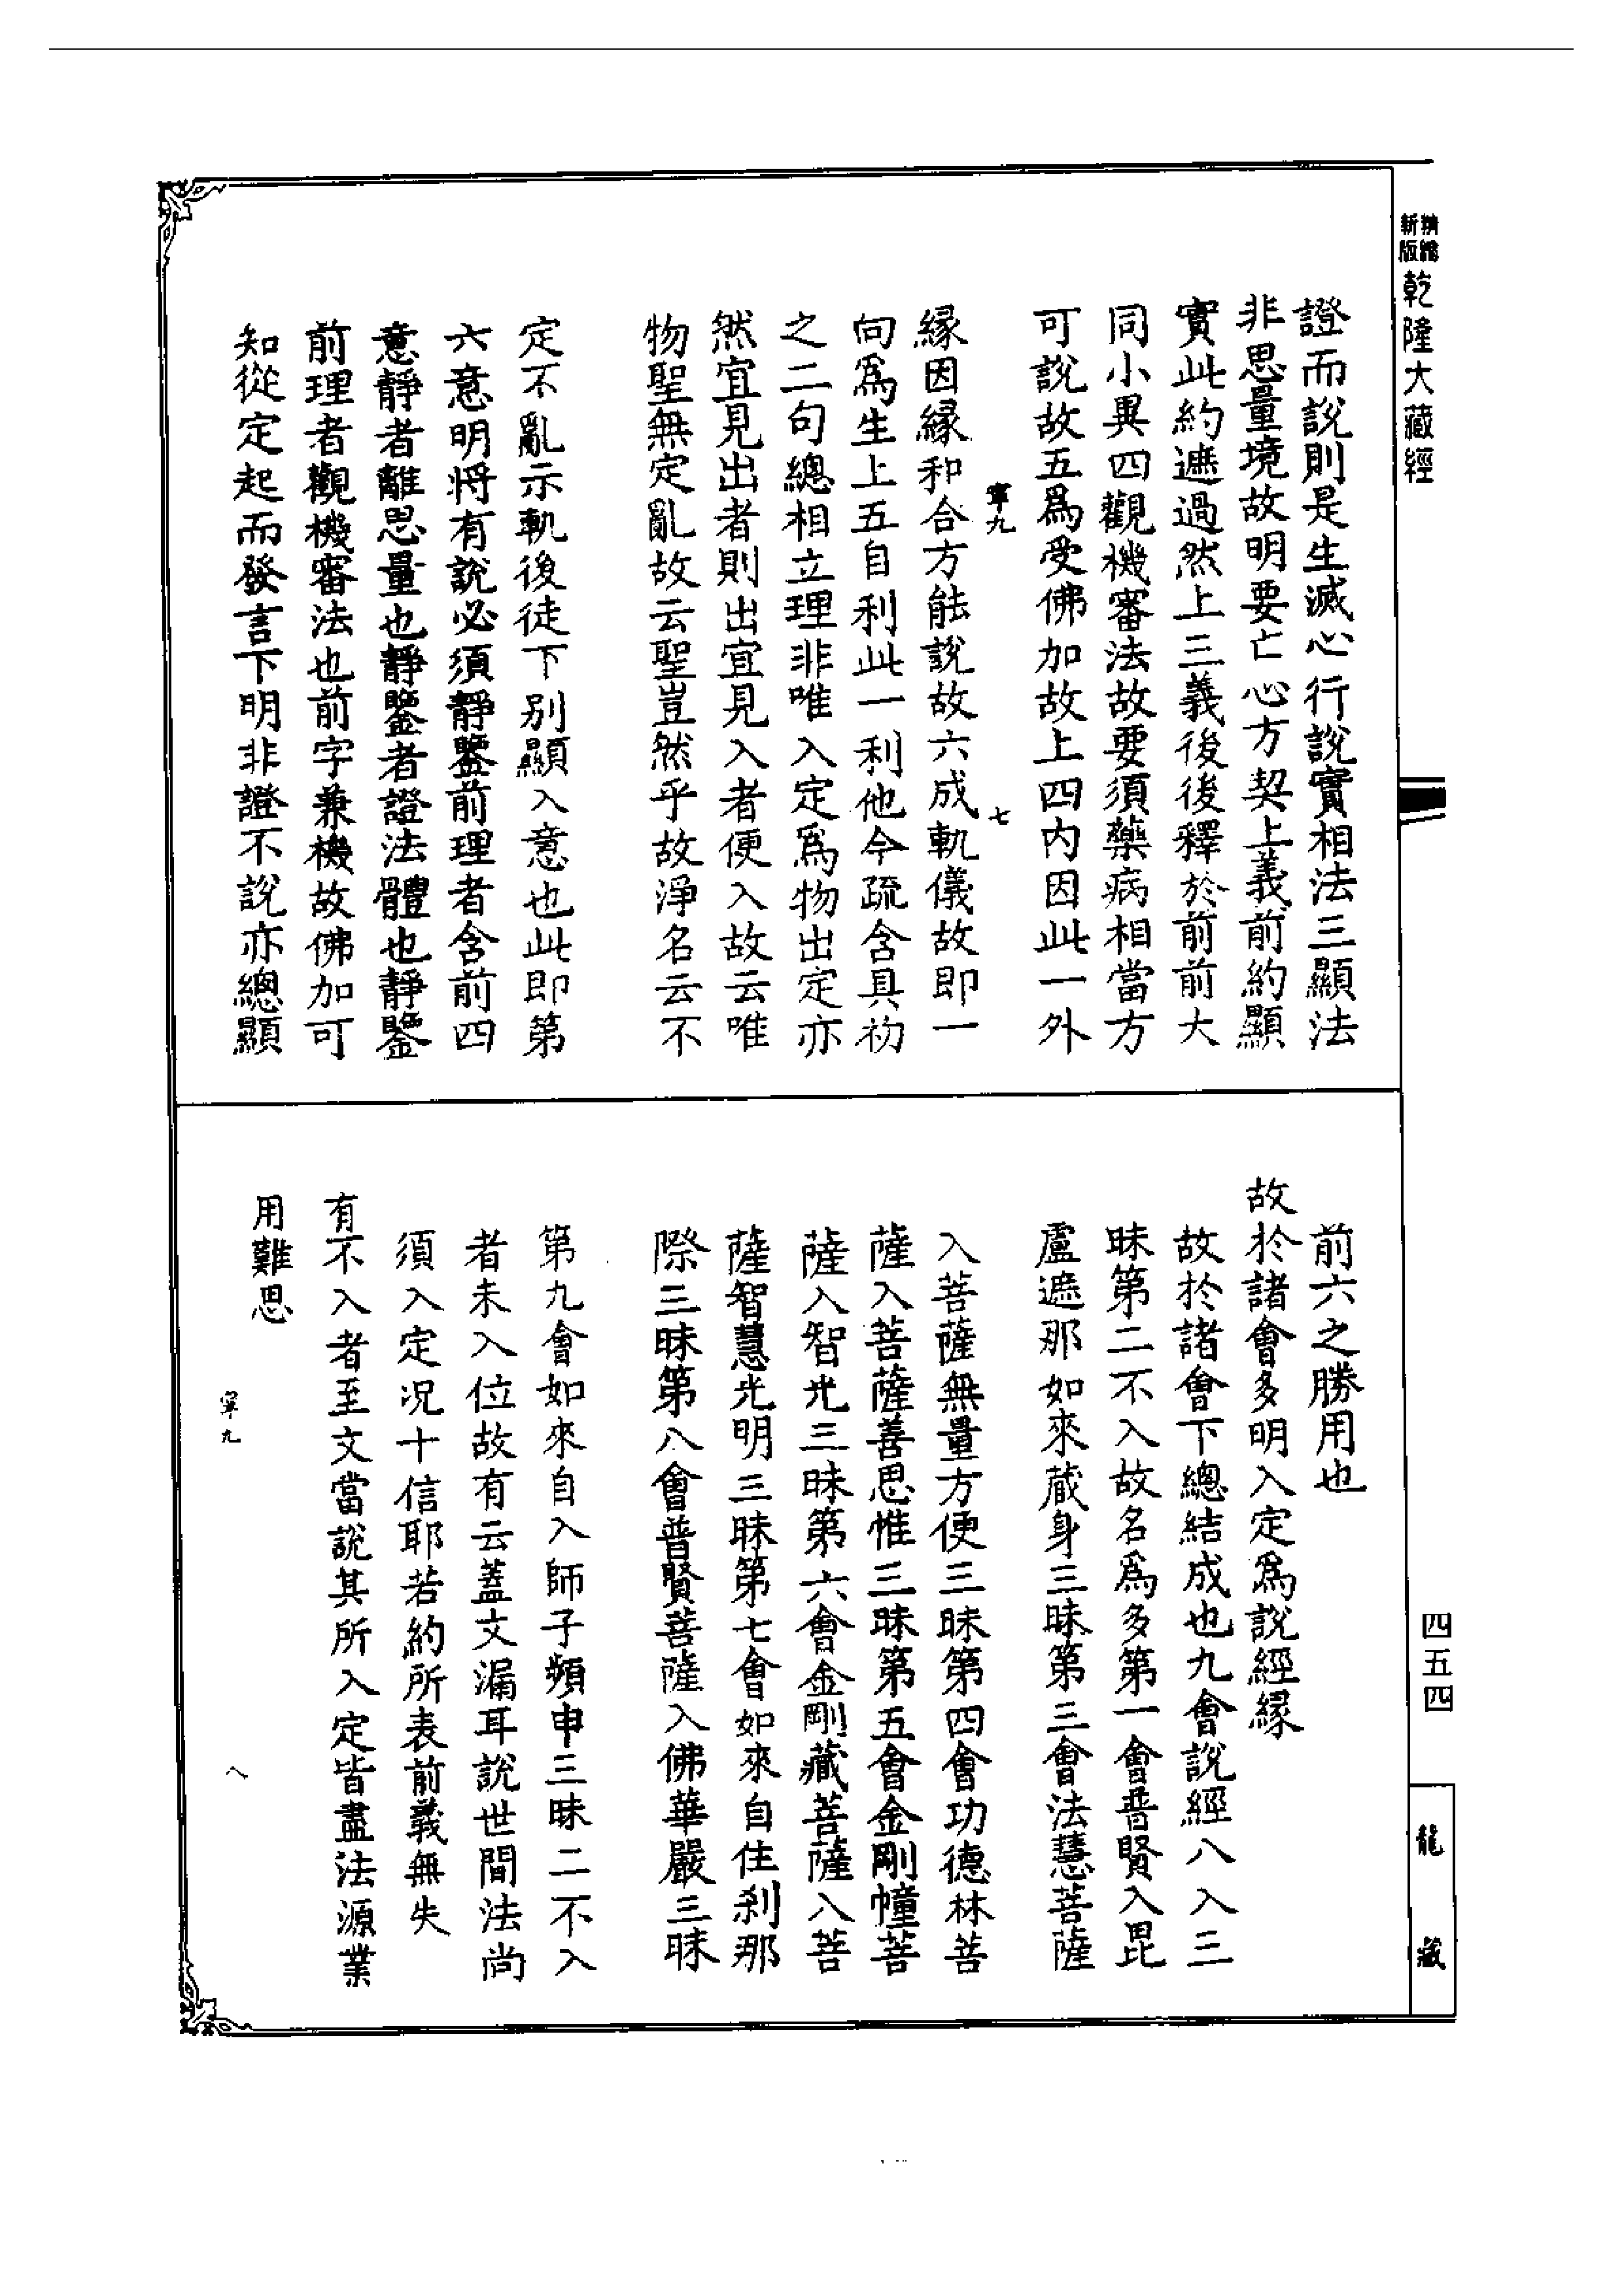 精縮
新版
乾隆大藏經
四五四
龍藏
證而說則是生滅心行說實相法三顯法
非思量境故明要亡心方契上義前約顯
實此約遮過然上三義後後釋於前前大
同小異四觀機審法故要須藥病相當方
可說故五爲受佛加故上四內因此一外
寧九
七
緣因緣和合方能說故六成軌儀故即一
向爲生上五自利此一利他今疏含具初
之二句總相立理非唯入定爲物出定亦
然宜見出者則出宜見入者便入故云唯
物聖無定亂故云聖豈然乎故淨名云不
定不亂示軌後徒下別顯入意也此即第
六意明將有說必須靜鑒前理者含前四
意靜者離思量也靜鑒者證法體也靜鑒
前理者觀機審法也前字兼機故佛加可
知從定起而發言下明非證不說亦總顯
前六之勝用也
故於諸會多明入定爲說經緣
故於諸會下總結成也九會說經八入三
昧第二不入故名爲多第一會普賢入毘
盧遮那如來藏身三昧第三會法慧菩薩
入菩薩無量方便三昧第四會功德林菩
薩入菩薩善思惟三昧第五會金剛幢菩
薩入智光三昧第六會金剛藏菩薩入菩
薩智慧光明三昧第七會如來自住剎那
際三昧第八會普賢菩薩入佛華嚴三昧
第九會如來自入師子頻申三昧二不入
者未入位故有云蓋文漏耳說世間法尚
須入定況十信耶若約所表前義無失
有不入者至文當說其所入定皆盡法源業
用難思
寧九
八